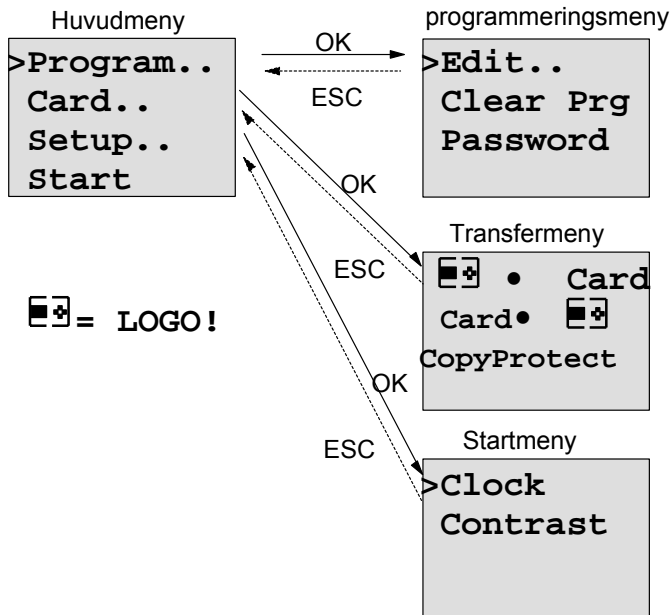 Huvudmeny
>Program..
Card..
Setup..
Start
OK
ESC
programmeringsmeny
>Edit..
Clear Prg
Password
OK
ESC
Transfermeny
• Card
Card•
CopyProtect
= LOGO!
OK
ESC
Startmeny
>Clock
Contrast